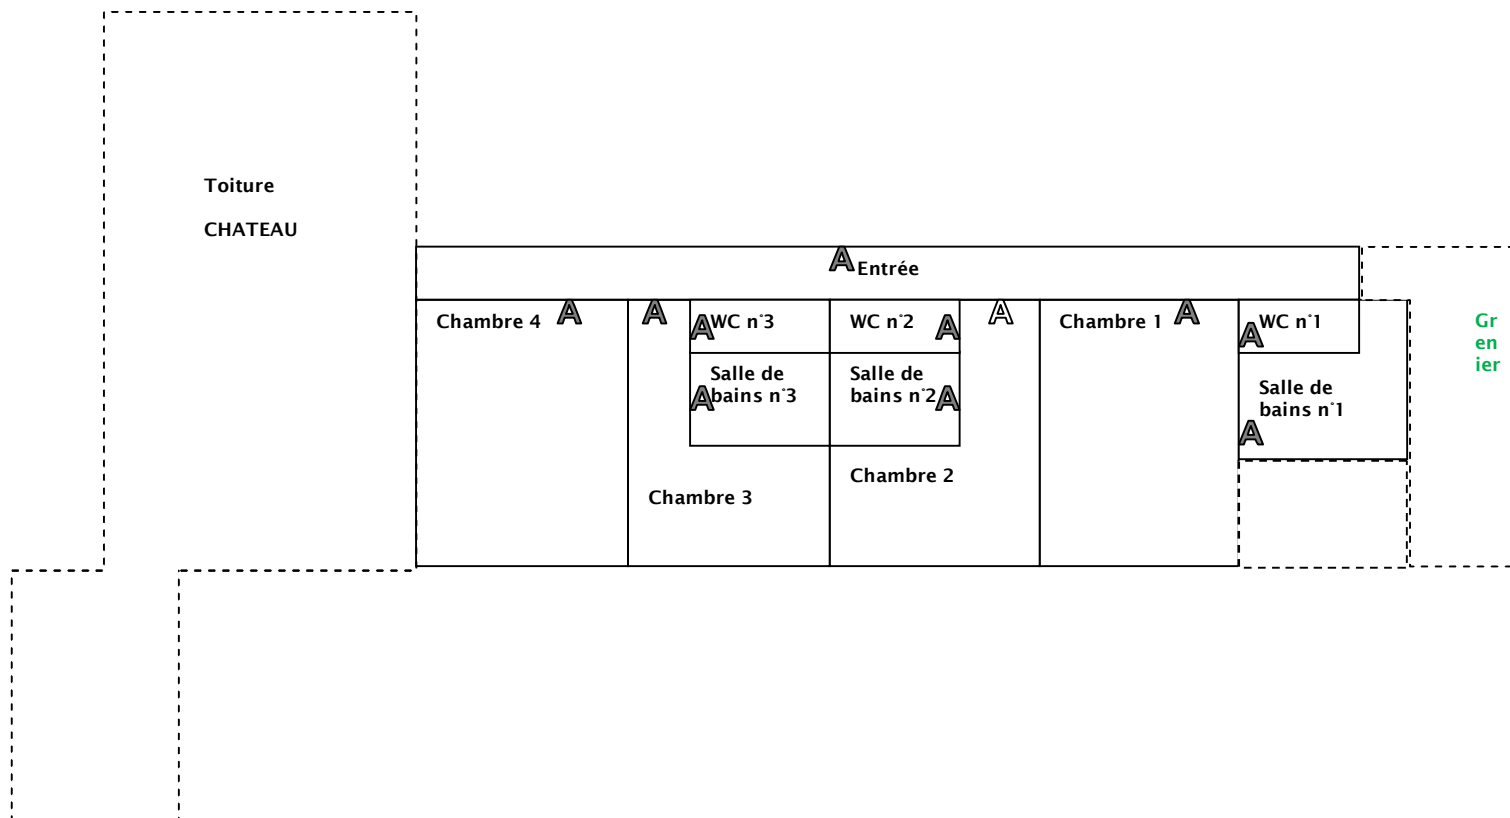 Toiture
CHATEAU
A Entrée
Chambre 4 A
A
A WC n°3
WC n°2 A
A
Chambre 1 A
A WC n°1
Gr
en
ier
Salle de
A bains n°3
Salle de
bains n°2 A
Salle de
bains n°1
A
Chambre 2
Chambre 3